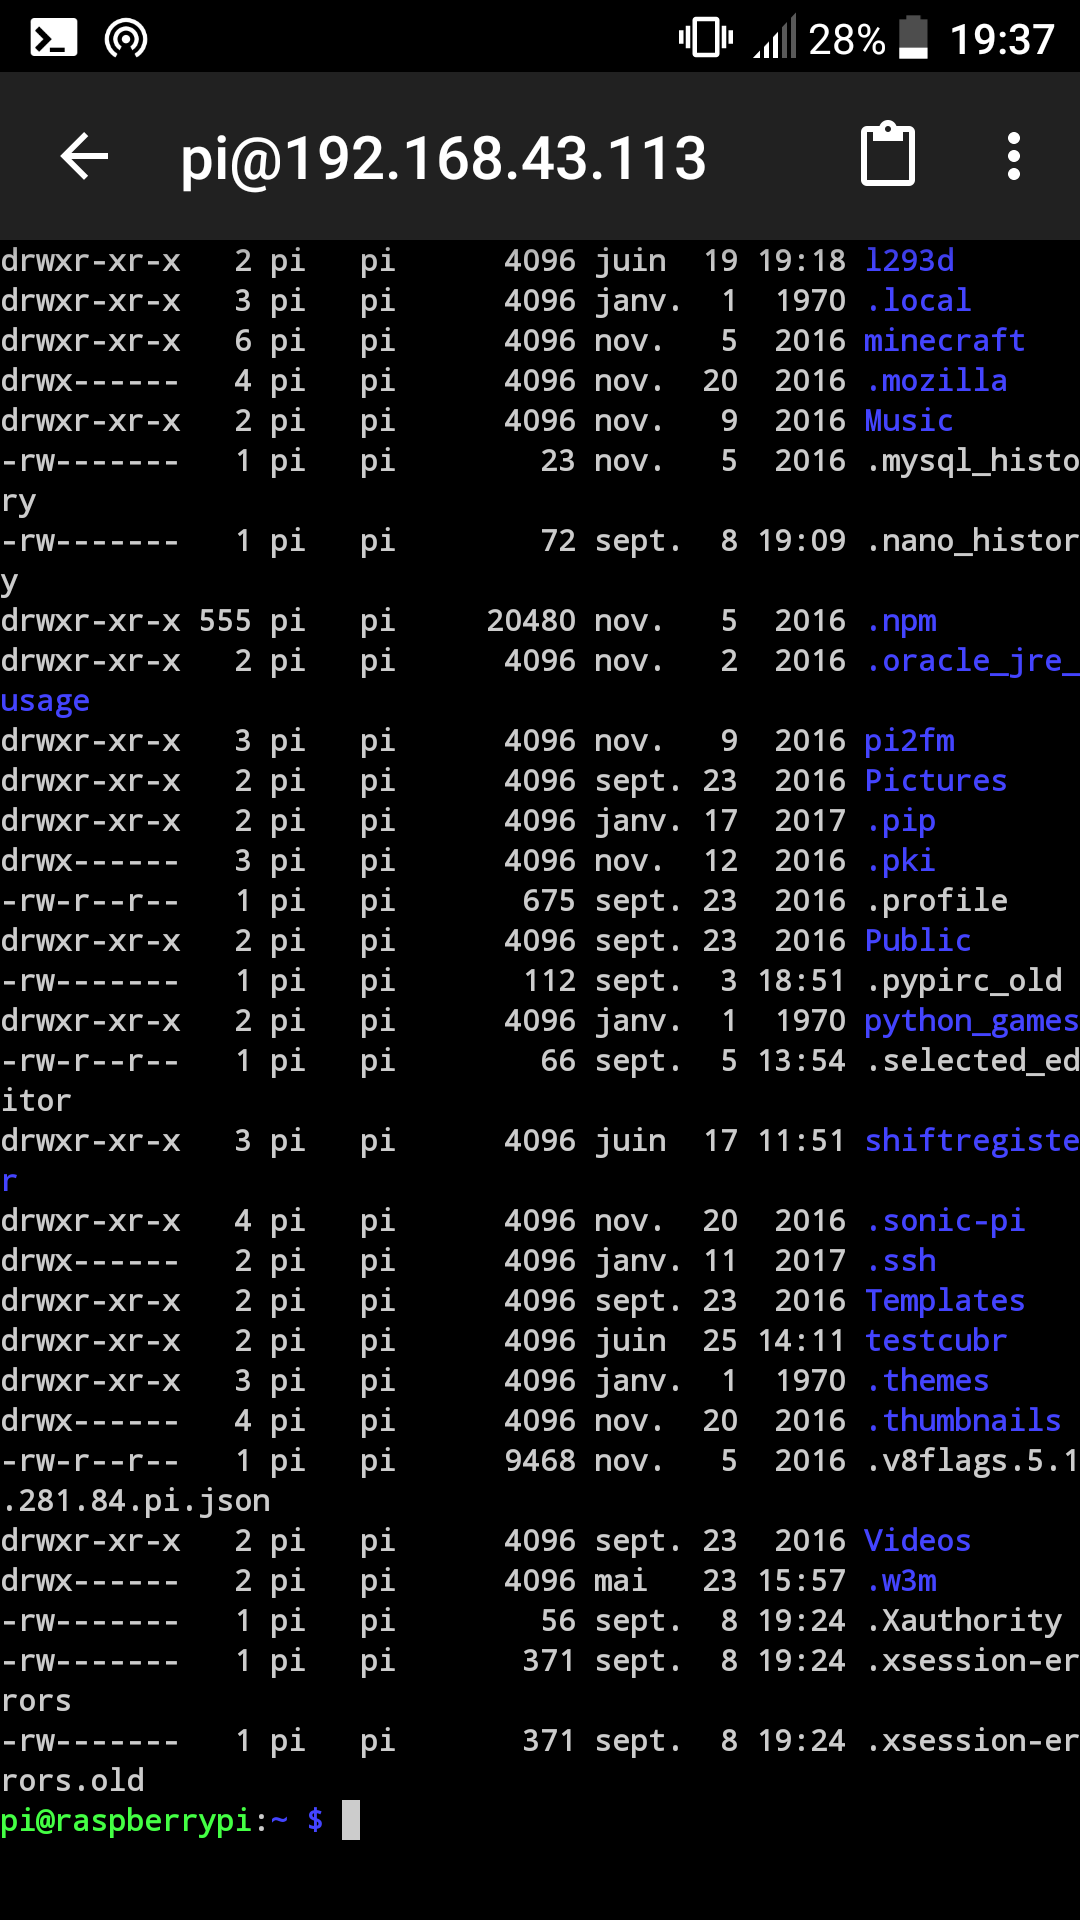 28% 19:37
pi@192.168.43.113
drwxr-xr-x   2 pi   pi      4096 juin  19 19:18 l293d
drwxr-xr-x   3 pi   pi      4096 janv.  1  1970 .local
drwxr-xr-x   6 pi   pi      4096 nov.   5  2016 minecraft
drwx------   4 pi   pi      4096 nov.  20  2016 .mozilla
drwxr-xr-x   2 pi   pi      4096 nov.   9  2016 Music
-rw-------   1 pi   pi        23 nov.   5  2016 .mysql_histo
ry
-rw-------   1 pi   pi        72 sept.  8 19:09 .nano_histor
y
drwxr-xr-x 555 pi   pi     20480 nov.   5  2016 .npm
drwxr-xr-x   2 pi   pi      4096 nov.   2  2016 .oracle_jre_
usage
drwxr-xr-x   3 pi   pi      4096 nov.   9  2016 pi2fm
drwxr-xr-x   2 pi   pi      4096 sept. 23  2016 Pictures
drwxr-xr-x   2 pi   pi      4096 janv. 17  2017 .pip
drwx------   3 pi   pi      4096 nov.  12  2016 .pki
-rw-r--r--   1 pi   pi       675 sept. 23  2016 .profile
drwxr-xr-x   2 pi   pi      4096 sept. 23  2016 Public
-rw-------   1 pi   pi       112 sept.  3 18:51 .pypirc_old
drwxr-xr-x   2 pi   pi      4096 janv.  1  1970 python_games
-rw-r--r--   1 pi   pi        66 sept.  5 13:54 .selected_ed
itor
drwxr-xr-x   3 pi   pi      4096 juin  17 11:51 shiftregiste
r
drwxr-xr-x   4 pi   pi      4096 nov.  20  2016 .sonic-pi
drwx------   2 pi   pi      4096 janv. 11  2017 .ssh
drwxr-xr-x   2 pi   pi      4096 sept. 23  2016 Templates
drwxr-xr-x   2 pi   pi      4096 juin  25 14:11 testcubr
drwxr-xr-x   3 pi   pi      4096 janv.  1  1970 .themes
drwx------   4 pi   pi      4096 nov.  20  2016 .thumbnails
-rw-r--r--   1 pi   pi      9468 nov.   5  2016 .v8flags.5.1
.281.84.pi.json
drwxr-xr-x   2 pi   pi      4096 sept. 23  2016 Videos
drwx------   2 pi   pi      4096 mai   23 15:57 .w3m
-rw-------   1 pi   pi        56 sept.  8 19:24 .Xauthority
-rw-------   1 pi   pi       371 sept.  8 19:24 .xsession-er
rors
-rw-------   1 pi   pi       371 sept.  8 19:24 .xsession-er
rors.old
pi@raspberrypi:~ $